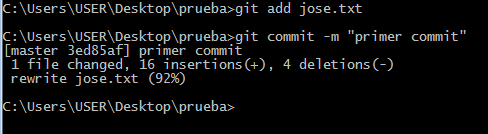 C:\Users\USER\Desktop\prueba>git add jose.txt
C:\Users\USER\Desktop\prueba>git commit -m "primer commit"
[master 3ed85af] primer commit
 1 file changed, 16 insertions(+), 4 deletions(-)
 rewrite jose.txt (92%)
C:\Users\USER\Desktop\prueba>